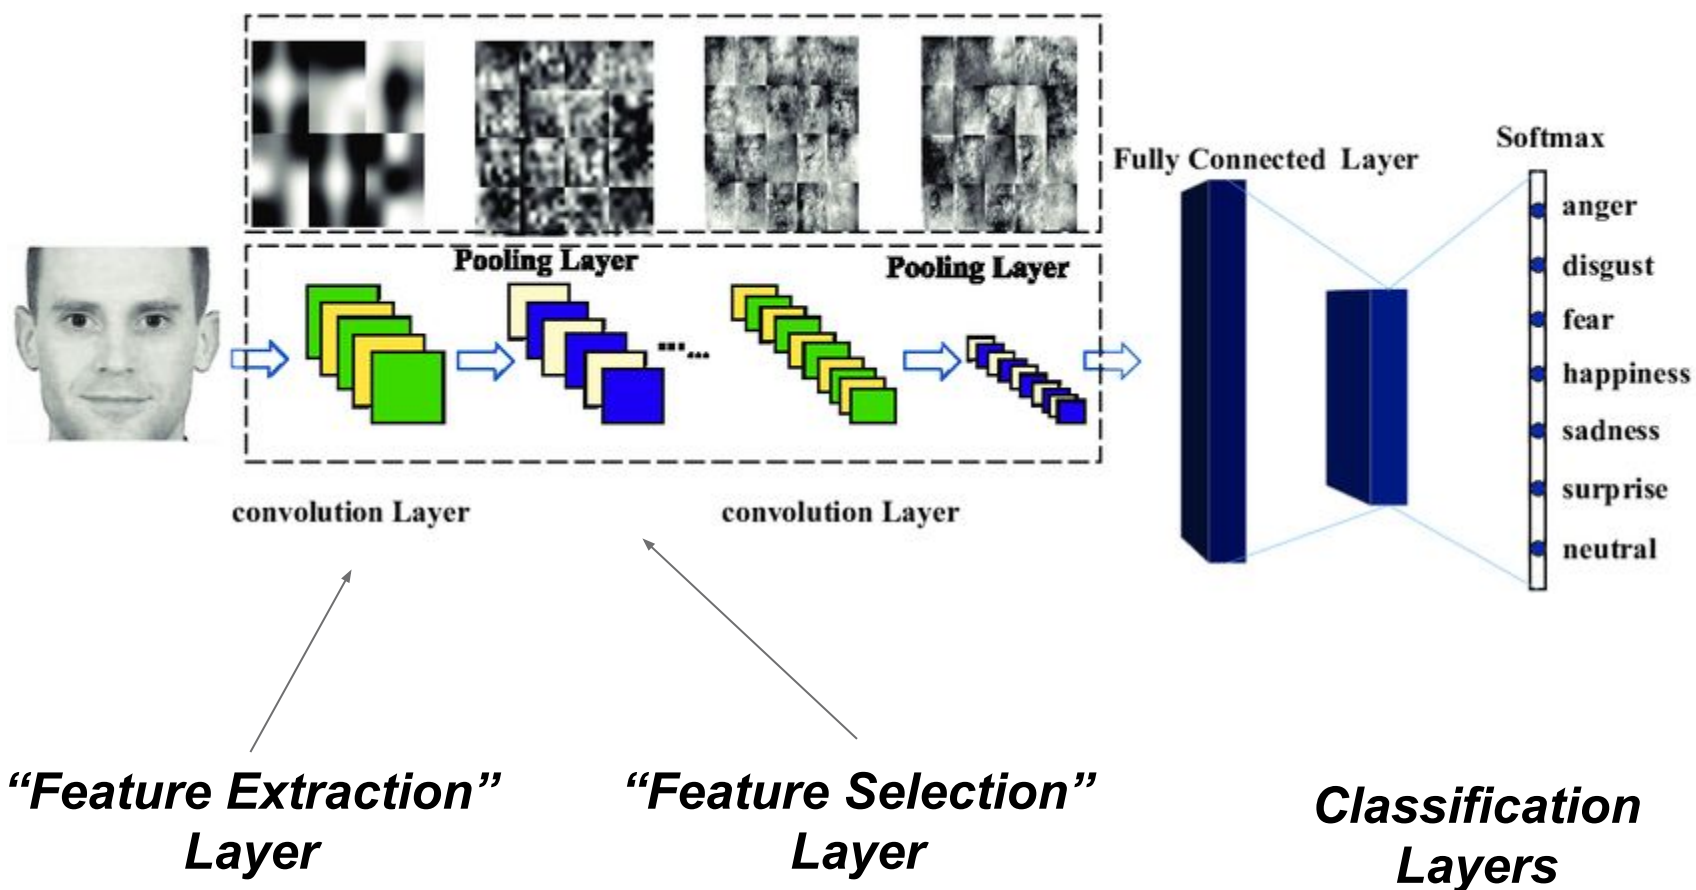 Pooling Layer
Pooling Layer
convolution Layer
convolution Layer
Fully Connected Layer
Softmax
anger
disgust
fear
happiness
sadness
surprise
neutral
“Feature Extraction”
Layer
“Feature Selection”
Layer
Classification
Layers